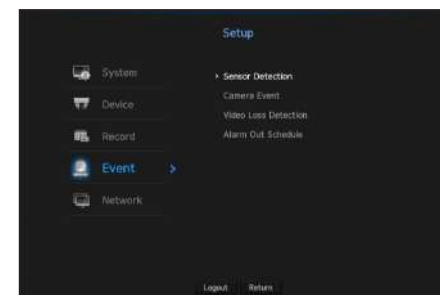 Setup
System
Device
Record
Event
Network
Sensor Detection
Camera Event
Video Loss Detection
Alarm Out Schedule
Logout Return